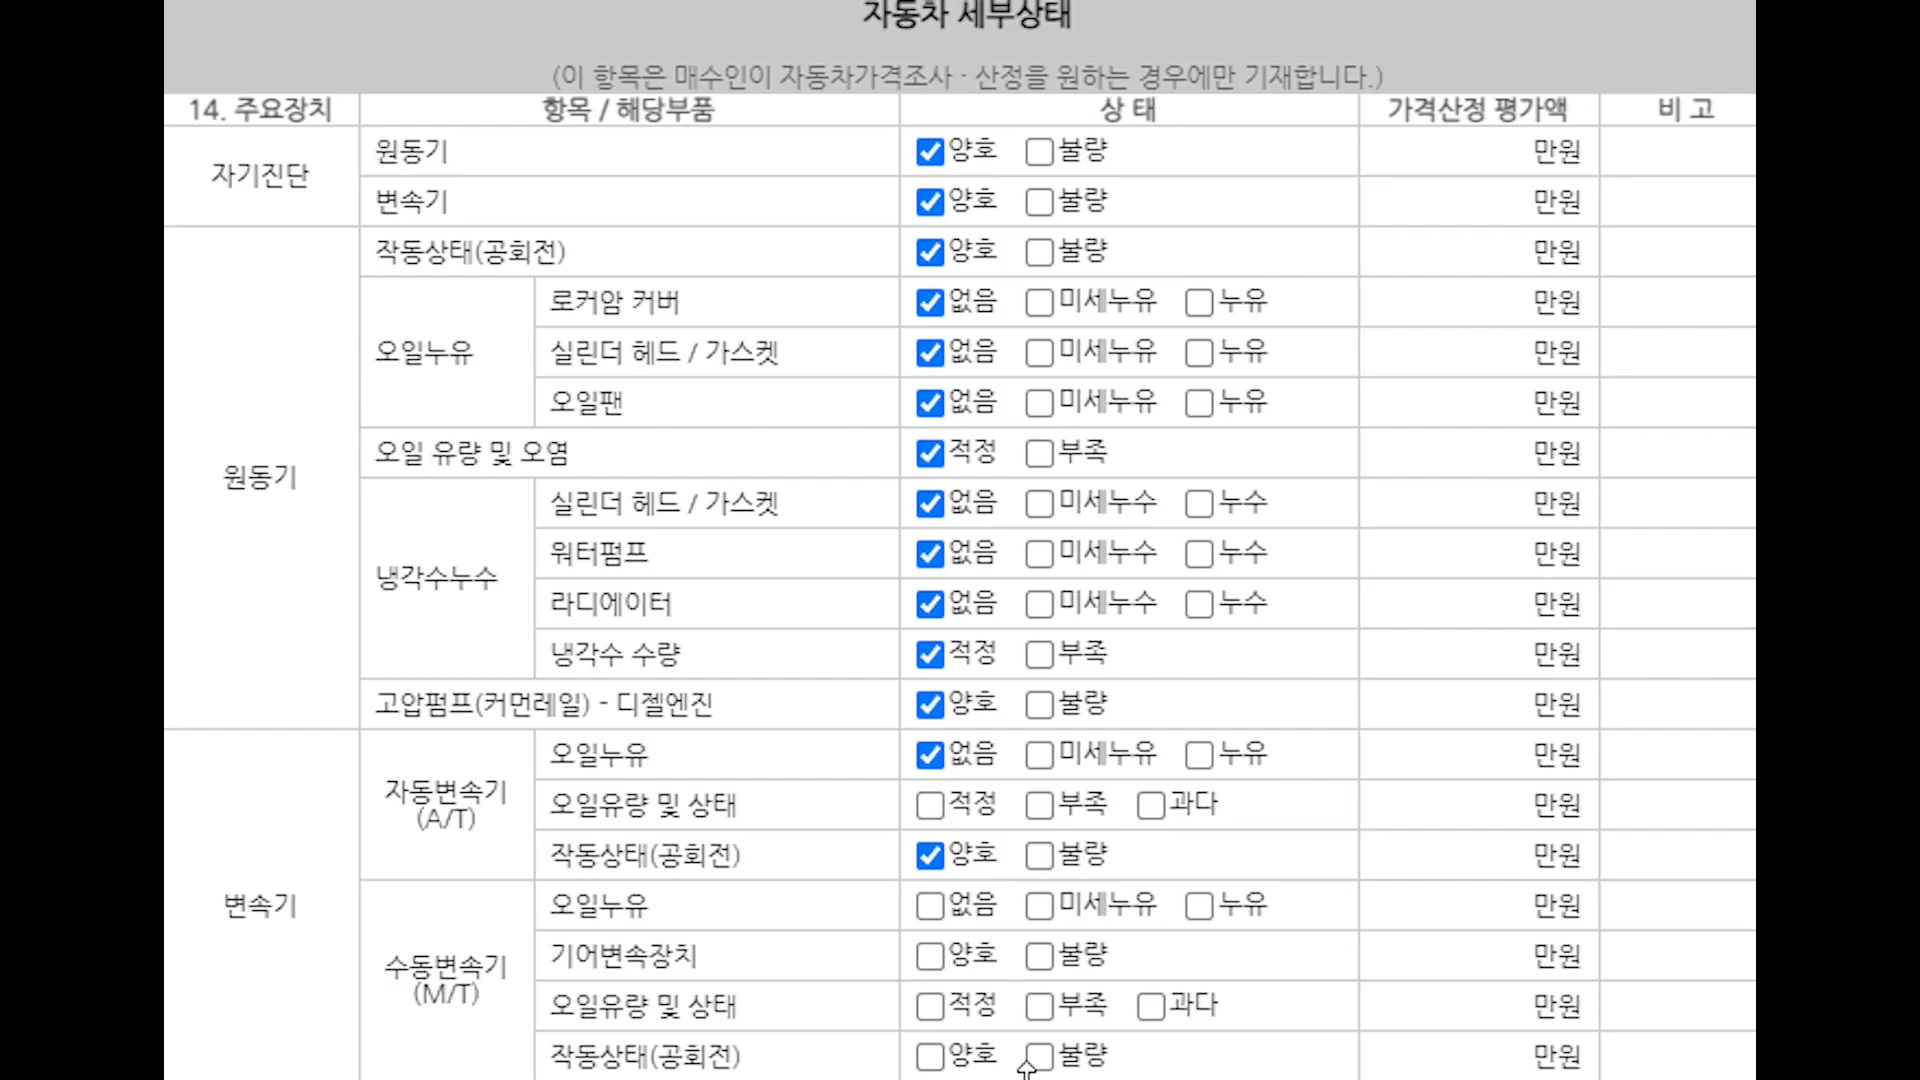 자동차 세부상태
(이 항목은 매수인이 자동차가격조사 · 산정을 원하는 경우에만 기재합니다.)
14. 주요장치 항목 / 해당부품 상 태 가격산정 평가액 비 고
자기진단 원동기 양호 불량 만원
변속기 양호 불량 만원
원동기 작동상태(공회전) 양호 불량 만원
오일누유 로커암 커버 없음 미세누유 누유 만원
실린더 헤드 / 가스켓 없음 미세누유 누유 만원
오일팬 없음 미세누유 누유 만원
오일 유량 및 오염 적정 부족 만원
냉각수누수 실린더 헤드 / 가스켓 없음 미세누수 누수 만원
워터펌프 없음 미세누수 누수 만원
라디에이터 없음 미세누수 누수 만원
냉각수 수량 적정 부족 만원
고압펌프(커먼레일) - 디젤엔진 양호 불량 만원
변속기 자동변속기 (A/T) 오일누유 없음 미세누유 누유 만원
오일유량 및 상태 적정 부족 과다 만원
작동상태(공회전) 양호 불량 만원
수동변속기 (M/T) 오일누유 없음 미세누유 누유 만원
기어변속장치 양호 불량 만원
오일유량 및 상태 적정 부족 과다 만원
작동상태(공회전) 양호 불량 만원